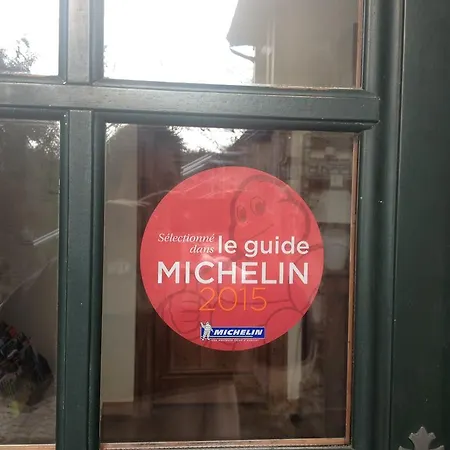 Sélectionné
dans le guide
MICHELIN
2015
MICHELIN